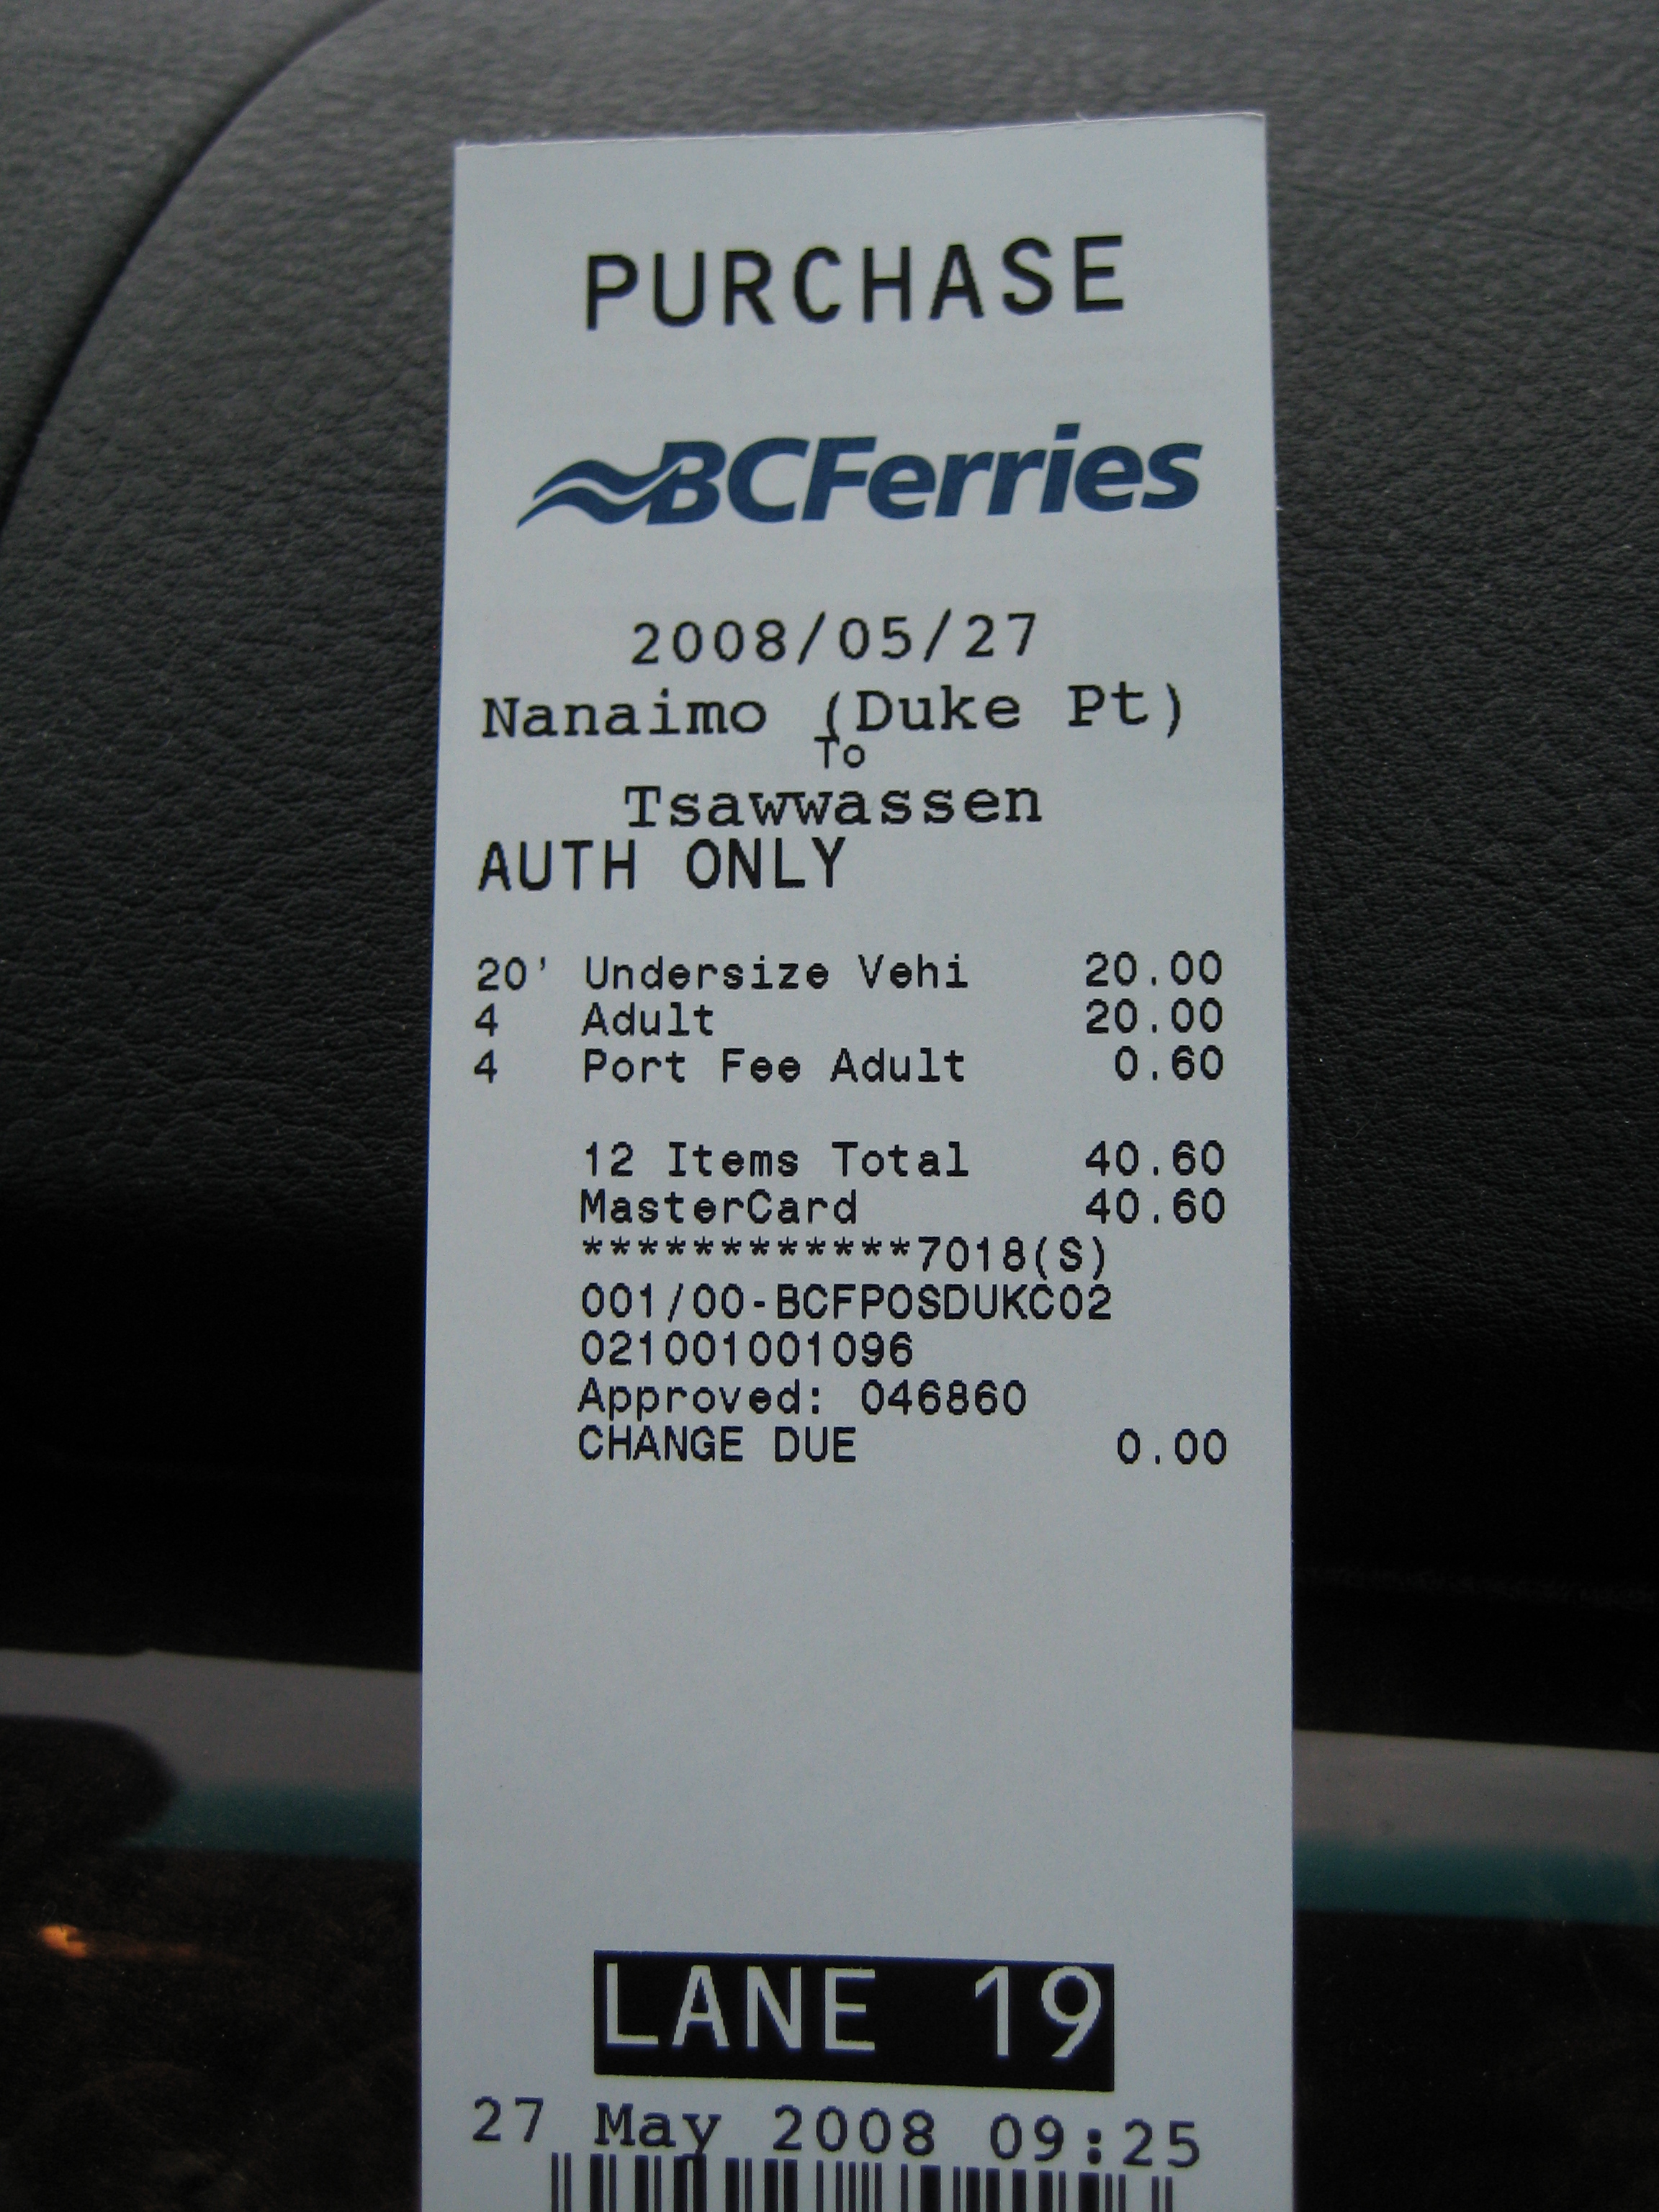 PURCHASE
BCFerries
2008/05/27
Nanaimo (Duke Pt)
To
Tsawwassen
AUTH ONLY
20' Undersize Vehi 20.00
4 Adult 20.00
4 Port Fee Adult 0.60
12 Items Total 40.60
MasterCard 40.60
************7018(S)
001/00-BCFPOSDUKC02
021001001096
Approved: 046860
CHANGE DUE 0.00
LANE 19
27 May 2008 09:25